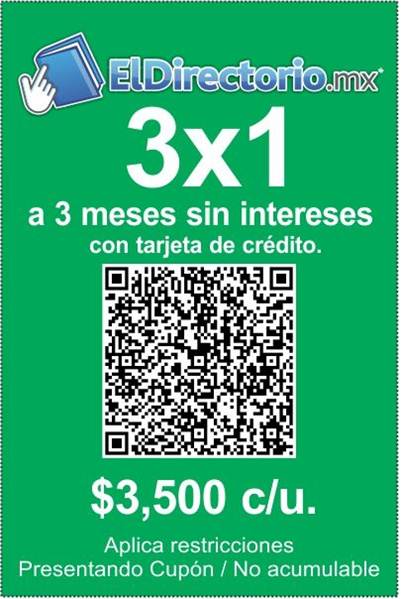 ElDirectorio.mx
3x1
a 3 meses sin intereses
con tarjeta de crédito.
$3,500 c/u.
Aplica restricciones
Presentando Cupón / No acumulable